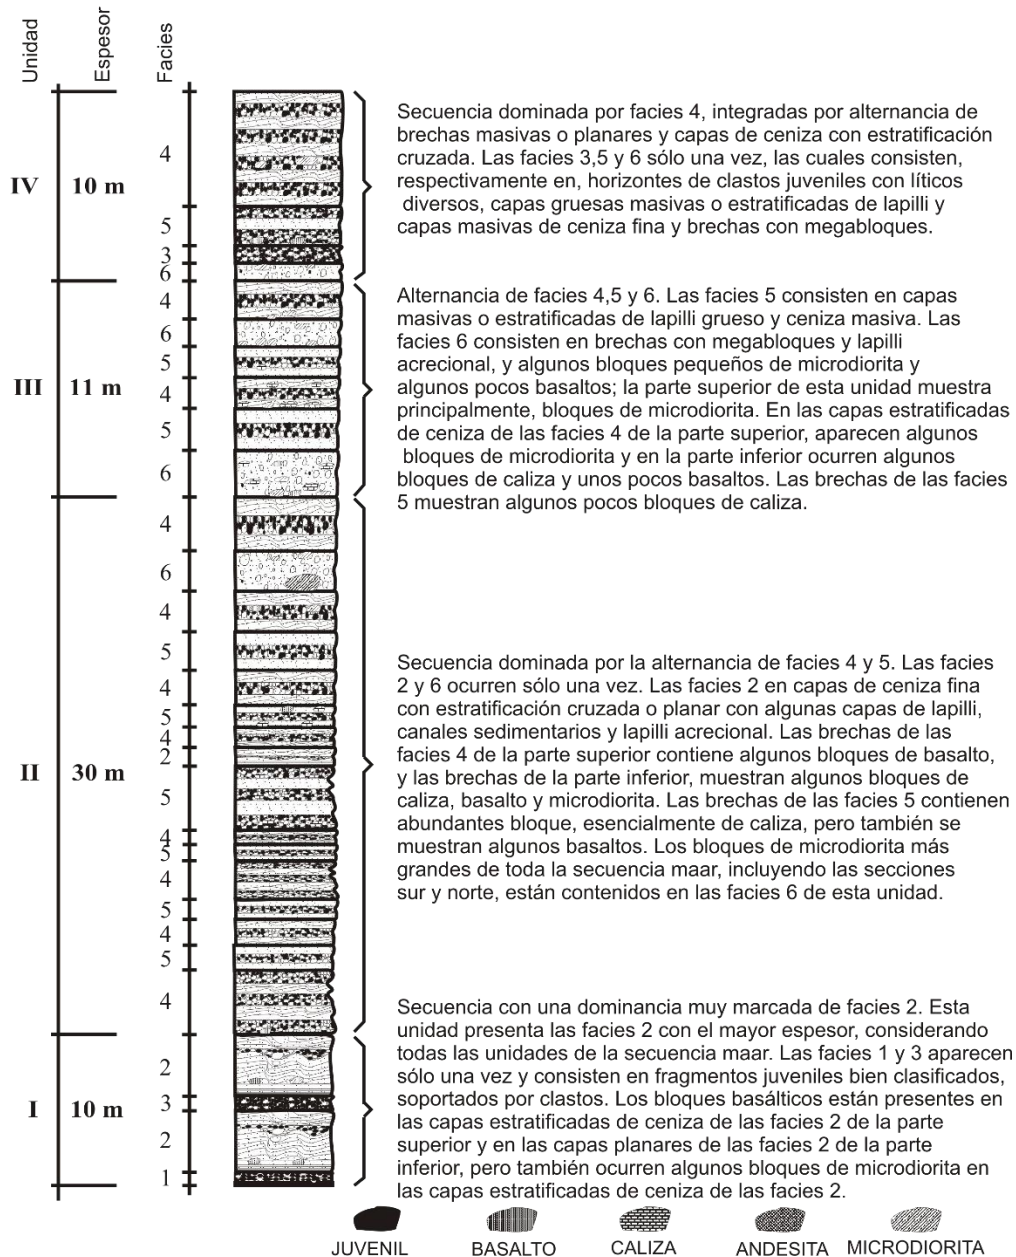 Unidad
Espesor
Facies
IV
10 m
4
5
3
6
Secuencia dominada por facies 4, integradas por alternancia de
brechas masivas o planares y capas de ceniza con estratificación
cruzada. Las facies 3,5 y 6 sólo una vez, las cuales consisten,
respectivamente en, horizontes de clastos juveniles con líticos
diversos, capas gruesas masivas o estratificadas de lapilli y
capas masivas de ceniza fina y brechas con megabloques.
III
11 m
4
6
5
4
5
6
Alternancia de facies 4,5 y 6. Las facies 5 consisten en capas
masivas o estratificadas de lapilli grueso y ceniza masiva. Las
facies 6 consisten en brechas con megabloques y lapilli
acrecional, y algunos bloques pequeños de microdiorita y
algunos pocos basaltos; la parte superior de esta unidad muestra
principalmente, bloques de microdiorita. En las capas estratificadas
de ceniza de las facies 4 de la parte superior, aparecen algunos
bloques de microdiorita y en la parte inferior ocurren algunos
bloques de caliza y unos pocos basaltos. Las brechas de las facies
5 muestran algunos pocos bloques de caliza.
II
30 m
4
6
4
5
4
5
4
2
5
4
5
4
5
4
5
4
Secuencia dominada por la alternancia de facies 4 y 5. Las facies
2 y 6 ocurren sólo una vez. Las facies 2 en capas de ceniza fina
con estratificación cruzada o planar con algunas capas de lapilli,
canales sedimentarios y lapilli acrecional. Las brechas de las
facies 4 de la parte superior contiene algunos bloques de basalto,
y las brechas de la parte inferior, muestran algunos bloques de
caliza, basalto y microdiorita. Las brechas de las facies 5 contienen
abundantes bloque, esencialmente de caliza, pero también se
muestran algunos basaltos. Los bloques de microdiorita más
grandes de toda la secuencia maar, incluyendo las secciones
sur y norte, están contenidos en las facies 6 de esta unidad.
I
10 m
2
3
2
1
Secuencia con una dominancia muy marcada de facies 2. Esta
unidad presenta las facies 2 con el mayor espesor, considerando
todas las unidades de la secuencia maar. Las facies 1 y 3 aparecen
sólo una vez y consisten en fragmentos juveniles bien clasificados,
soportados por clastos. Los bloques basálticos están presentes en
las capas estratificadas de ceniza de las facies 2 de la parte
superior y en las capas planares de las facies 2 de la parte
inferior, pero también ocurren algunos bloques de microdiorita en
las capas estratificadas de ceniza de las facies 2.
JUVENIL
BASALTO
CALIZA
ANDESITA
MICRODIORITA